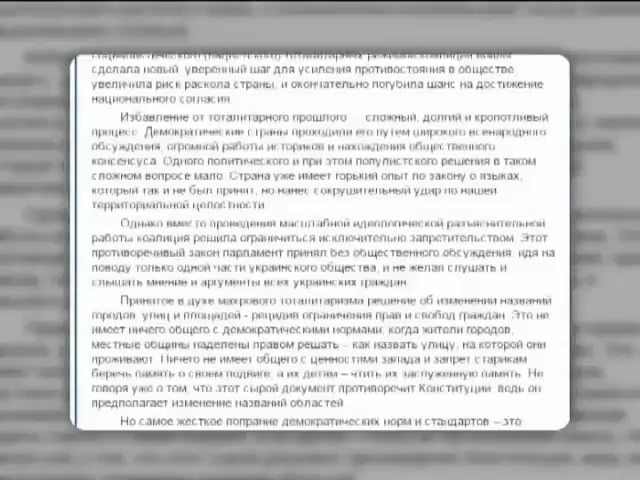 сделала новый уверенный шаг для усиления противостояния в обществе
увеличила риск раскола страны, и окончательно погубила шанс на достижение
национального согласия.
Избавление от тоталитарного прошлого – сложный, долгий и кропотливый
процесс. Демократические страны проходили его путем широкого всенародного
обсуждения, огромной работы историков и нахождения общественного
консенсуса. Одного политического и при этом популистского решения в таком
сложном вопросе мало. Страна уже имеет горький опыт по закону о языках,
который так и не был принят, но нанес сокрушительный удар по нашей
территориальной целостности.
Однако вместо проведения масштабной идеологической разъяснительной
работы коалиция решила ограничиться исключительно запретительством. Этот
противоречивый закон парламент принял без общественного обсуждения, идя на
поводу только одной части украинского общества, и не желая слушать и
слышать мнение и аргументы всех украинских граждан.
Принятое в духе махрового тоталитаризма решение об изменении названий
городов, улиц и площадей - рецидив ограничения прав и свобод граждан. Это не
имеет ничего общего с демократическими нормами, когда жители городов,
местные общины наделены правом решать – как назвать улицу, на которой они
проживают. Ничего не имеет общего с ценностями запада и запрет старикам
беречь память о своем подвиге, а их детям – чтить их заслуженную память. Не
говоря уже о том, что этот сырой документ противоречит Конституции, ведь он
предполагает изменение названий областей.
Но самое жесткое попрание демократических норм и стандартов – это